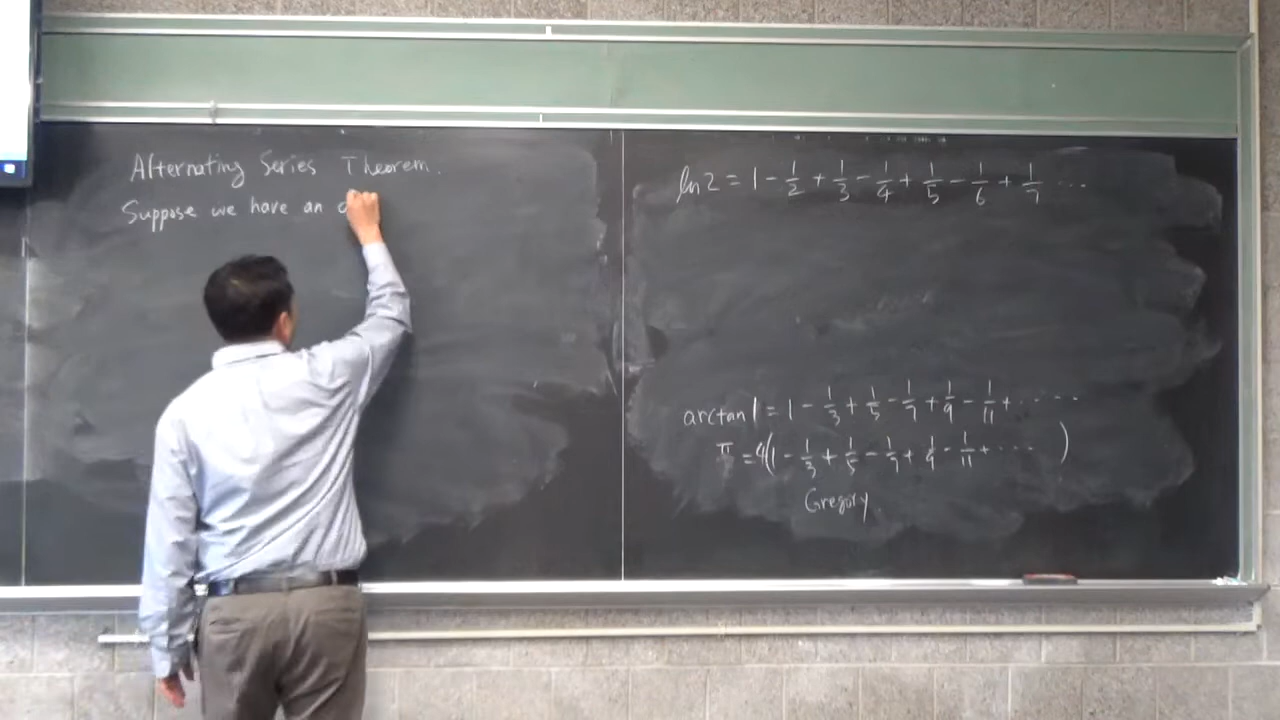 Alternating Series Theorem.
Suppose we have an a
ln 2 = 1 - 1/2 + 1/3 - 1/4 + 1/5 - 1/6 + 1/7 ...
arctan 1 = 1 - 1/3 + 1/5 - 1/7 + 1/9 - 1/11 + .....
π = 4(1 - 1/3 + 1/5 - 1/7 + 1/9 - 1/11 + .... )
Gregory.